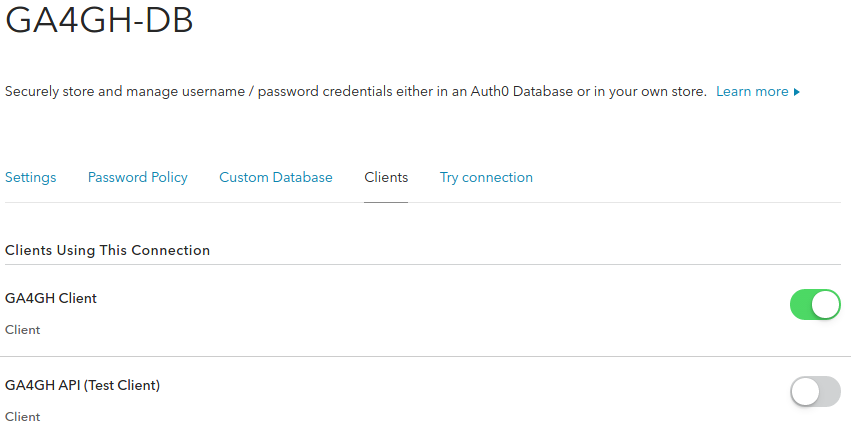 GA4GH-DB
Securely store and manage username / password credentials either in an Auth0 Database or in your own store. Learn more
Settings Password Policy Custom Database Clients Try connection
Clients Using This Connection
GA4GH Client
Client
GA4GH API (Test Client)
Client